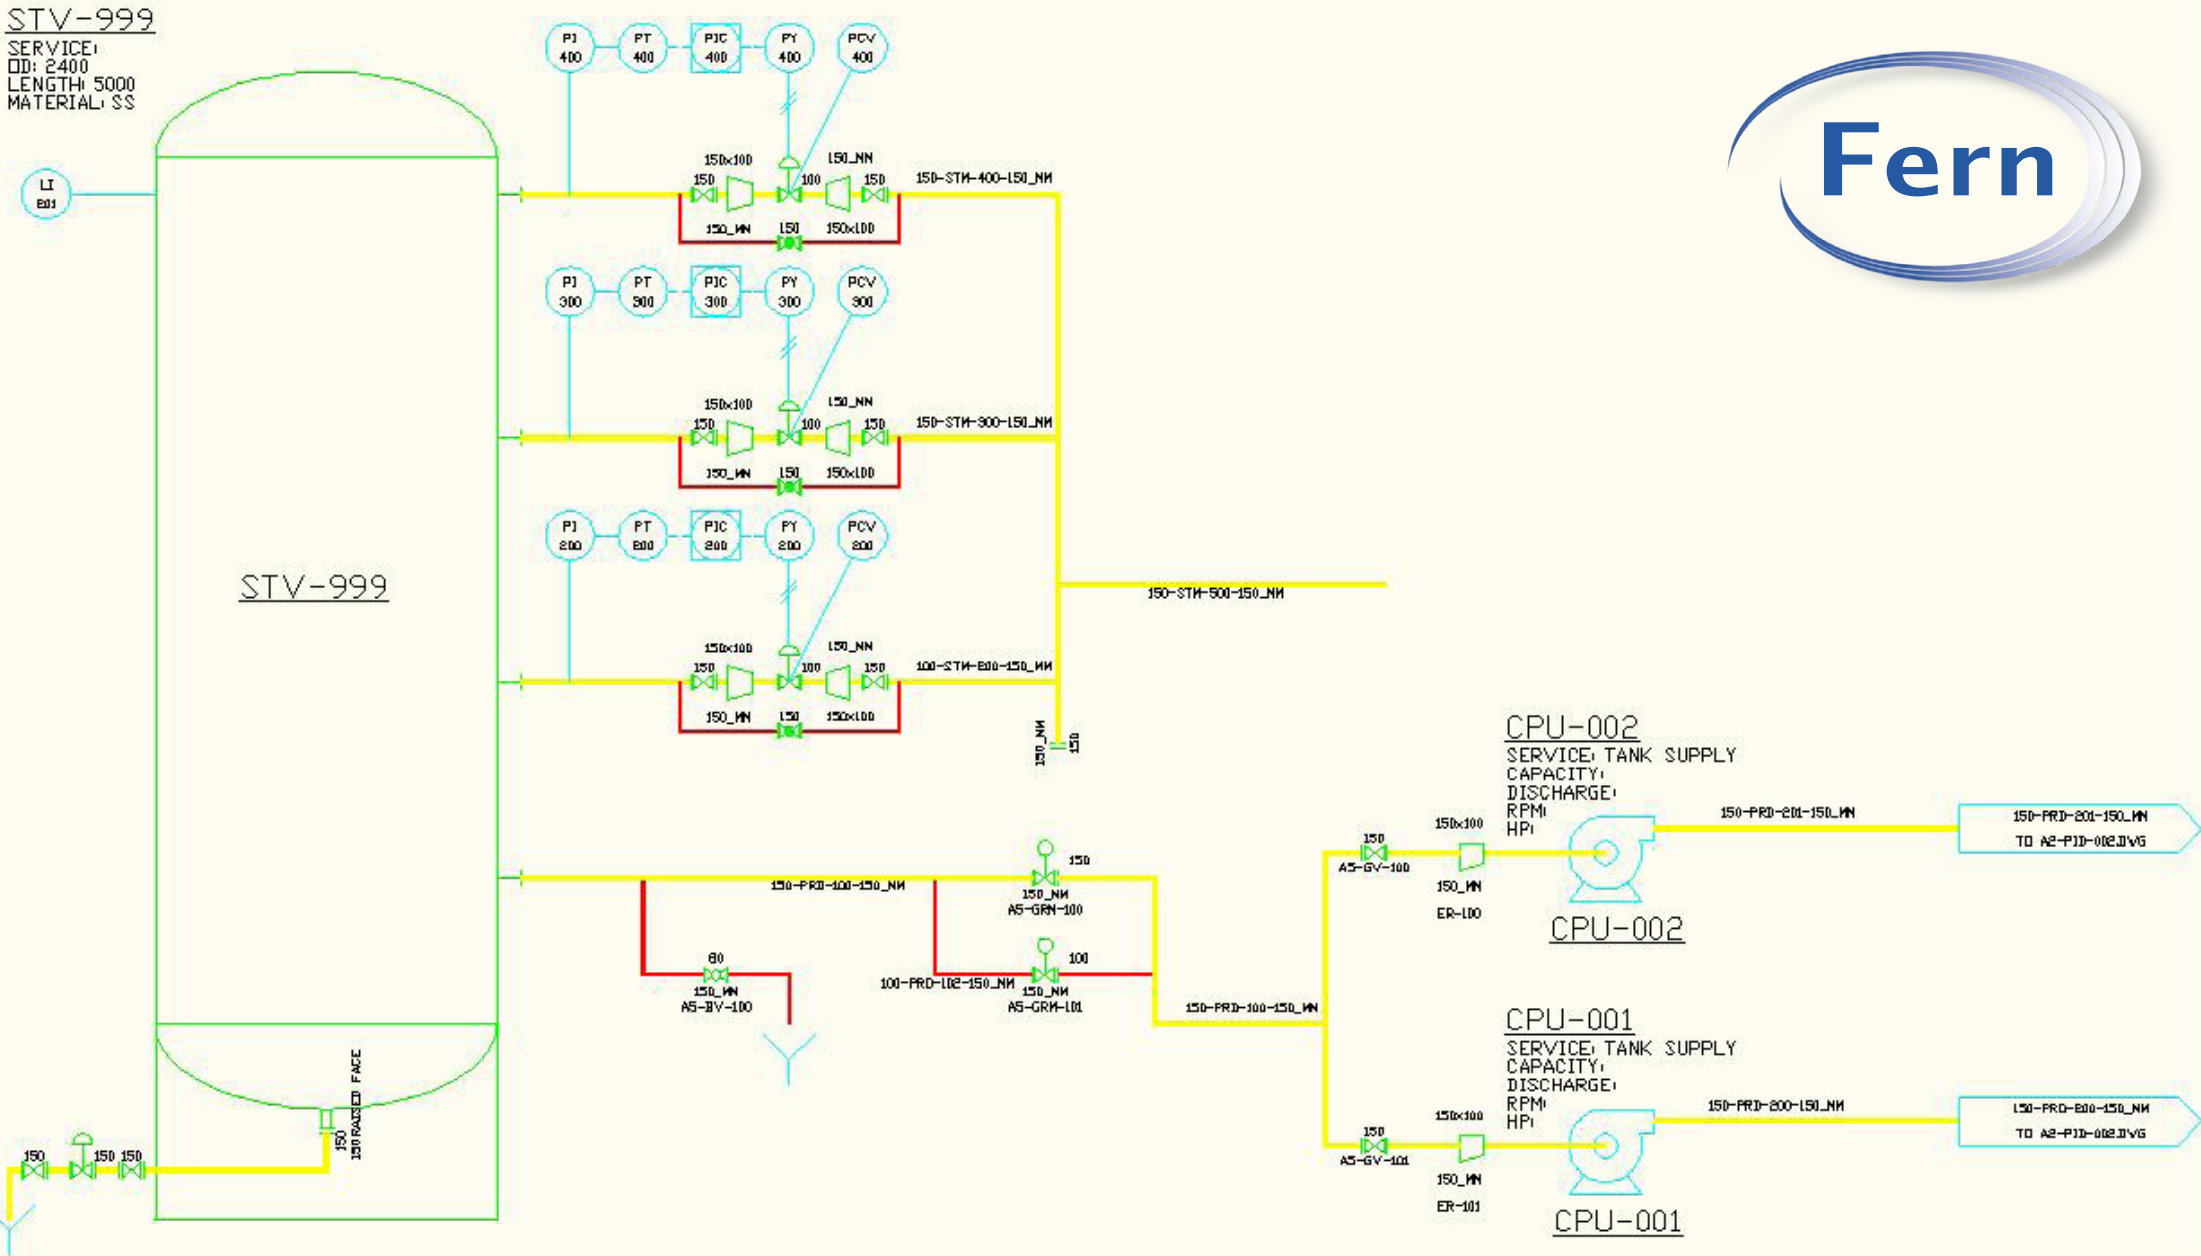 STV-999
SERVICE:
OD: 2400
LENGTH: 5000
MATERIAL: SS
PI
400
PT
400
PIC
400
PY
400
PCV
400
Fern
LI
150x100
150_NN
150
100
150
150-STM-400-150_NN
150_NN
150
150x100
PI
300
PT
300
PIC
300
PY
300
PCV
300
150x100
150_NN
150
100
150
150-STM-300-150_NN
150_NN
150
150x100
PI
200
PT
200
PIC
200
PY
200
PCV
200
STV-999
150-STM-500-150_NN
150x100
150_NN
150
100
150
100-STM-200-150_NN
150_NN
150
150x100
150_NN
150
CPU-002
SERVICE: TANK SUPPLY
CAPACITY:
DISCHARGE:
RPM:
HP:
150-PRD-201-150_NN
150-PRD-201-150_NN
TO A2-PID-002.DWG
150x100
150
AS-GV-100
150_NN
ER-100
CPU-002
150
150-PRD-100-150_NN
150_NN
100
100-PRD-102-150_NN
150_NN
150_NN
AS-BV-100
150-PRD-100-150_NN
CPU-001
SERVICE: TANK SUPPLY
CAPACITY:
DISCHARGE:
RPM:
HP:
150-PRD-200-150_NN
150-PRD-200-150_NN
TO A2-PID-002.DWG
150x100
150
AS-GV-101
150_NN
ER-101
CPU-001
150
150 RAISED FACE
150
150
150